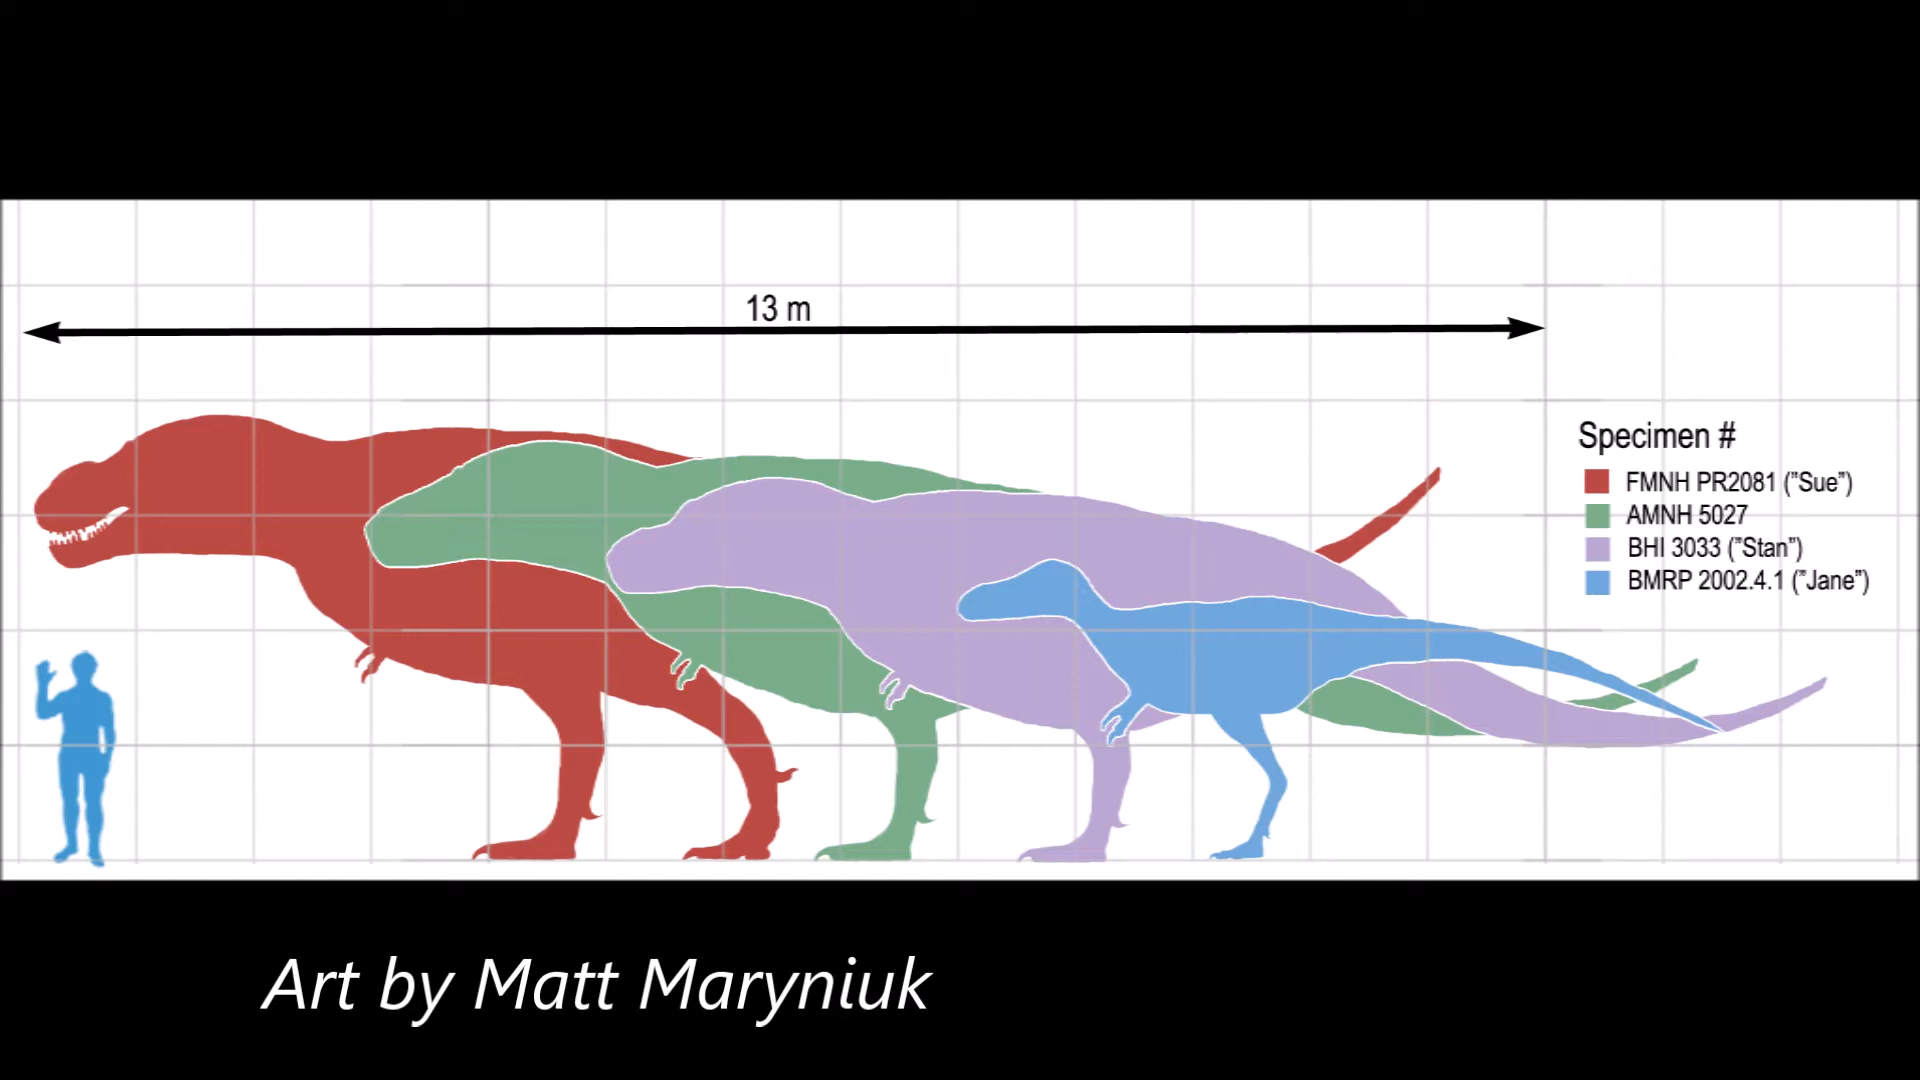 13 m
Specimen #
FMNH PR2081 ("Sue")
AMNH 5027
BHI 3033 ("Stan")
BMRP 2002.4.1 ("Jane")
Art by Matt Maryniuk